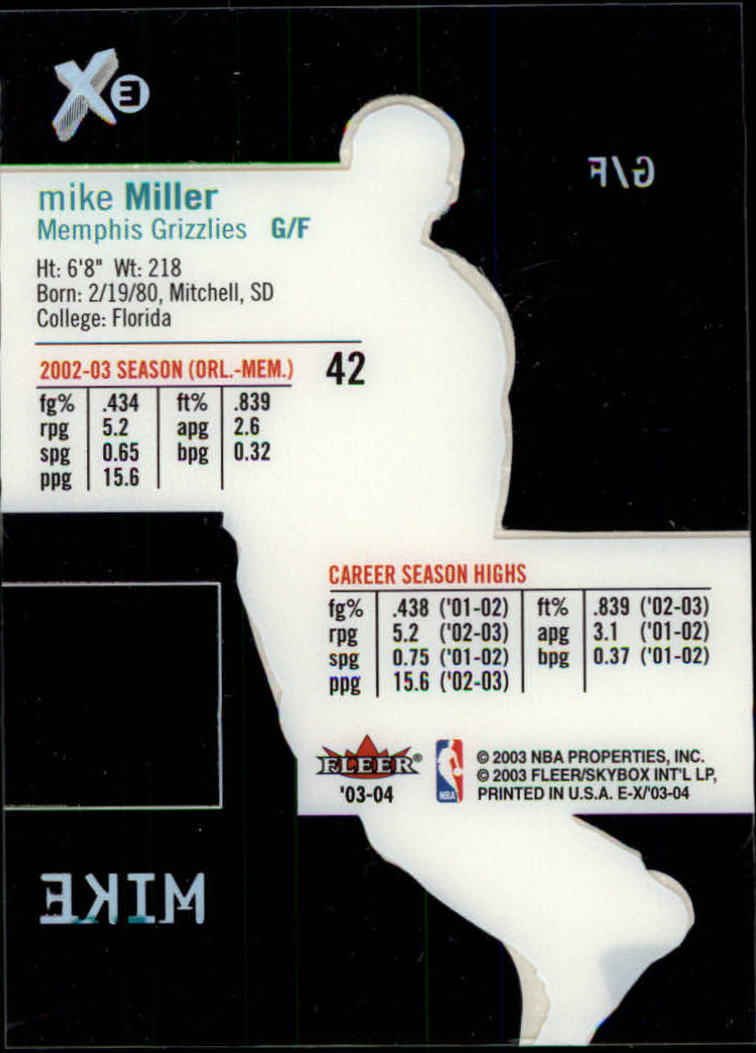 X E
G/F
mike Miller
Memphis Grizzlies G/F
Ht: 6'8" Wt: 218
Born: 2/19/80, Mitchell, SD
College: Florida
2002-03 SEASON (ORL.-MEM.) 42
fg% .434 ft% .839
rpg 5.2 apg 2.6
spg 0.65 bpg 0.32
ppg 15.6
CAREER SEASON HIGHS
fg% .438 ('01-02) ft% .839 ('02-03)
rpg 5.2 ('02-03) apg 3.1 ('01-02)
spg 0.75 ('01-02) bpg 0.37 ('01-02)
ppg 15.6 ('02-03)
FLEER®
'03-04
NBA
© 2003 NBA PROPERTIES, INC.
© 2003 FLEER/SKYBOX INT'L LP,
PRINTED IN U.S.A. E-X/'03-04
MIKE